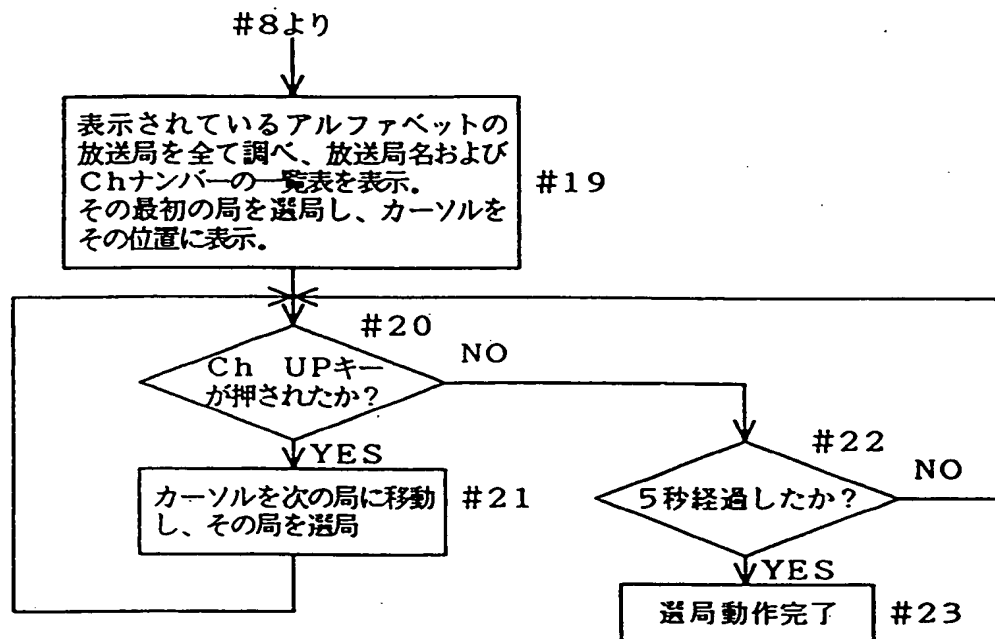 #8より
表示されているアルファベットの
放送局を全て調べ、放送局名および
Chナンバーの一覧表を表示。
その最初の局を選局し、カーソルを
その位置に表示。
#19
#20
Ch UPキー
が押されたか?
NO
YES
カーソルを次の局に移動
し、その局を選局
#21
#22
5秒経過したか?
NO
YES
選局動作完了
#23